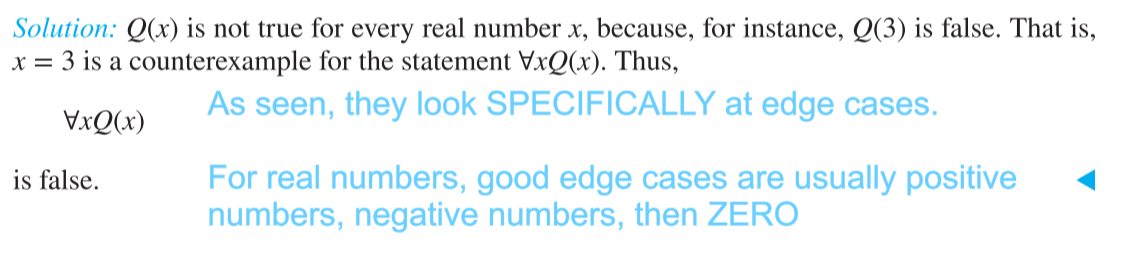 Solution: Q(x) is not true for every real number x, because, for instance, Q(3) is false. That is,
x = 3 is a counterexample for the statement ∀xQ(x). Thus,
As seen, they look SPECIFICALLY at edge cases.
∀xQ(x)
is false.
For real numbers, good edge cases are usually positive
numbers, negative numbers, then ZERO